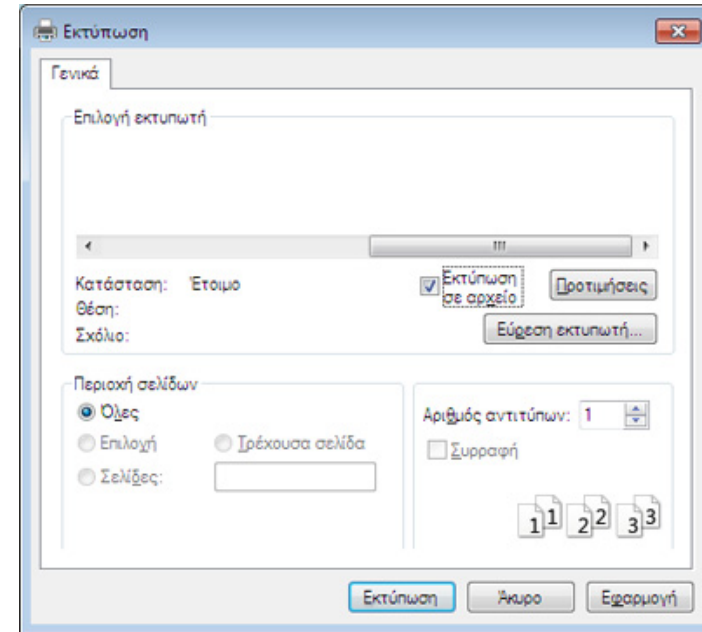 Εκτύπωση
Γενικά
Επιλογή εκτυπωτή
Κατάσταση: Έτοιμο
Εκτύπωση
σε αρχείο
Προτιμήσεις
Θέση:
Σχόλιο:
Εύρεση εκτυπωτή...
Περιοχή σελίδων
Όλες
Επιλογή Τρέχουσα σελίδα
Σελίδες:
Αριθμός αντιτύπων: 1
Συρραφή
1 1 2 2 3 3
Εκτύπωση Άκυρο Εφαρμογή